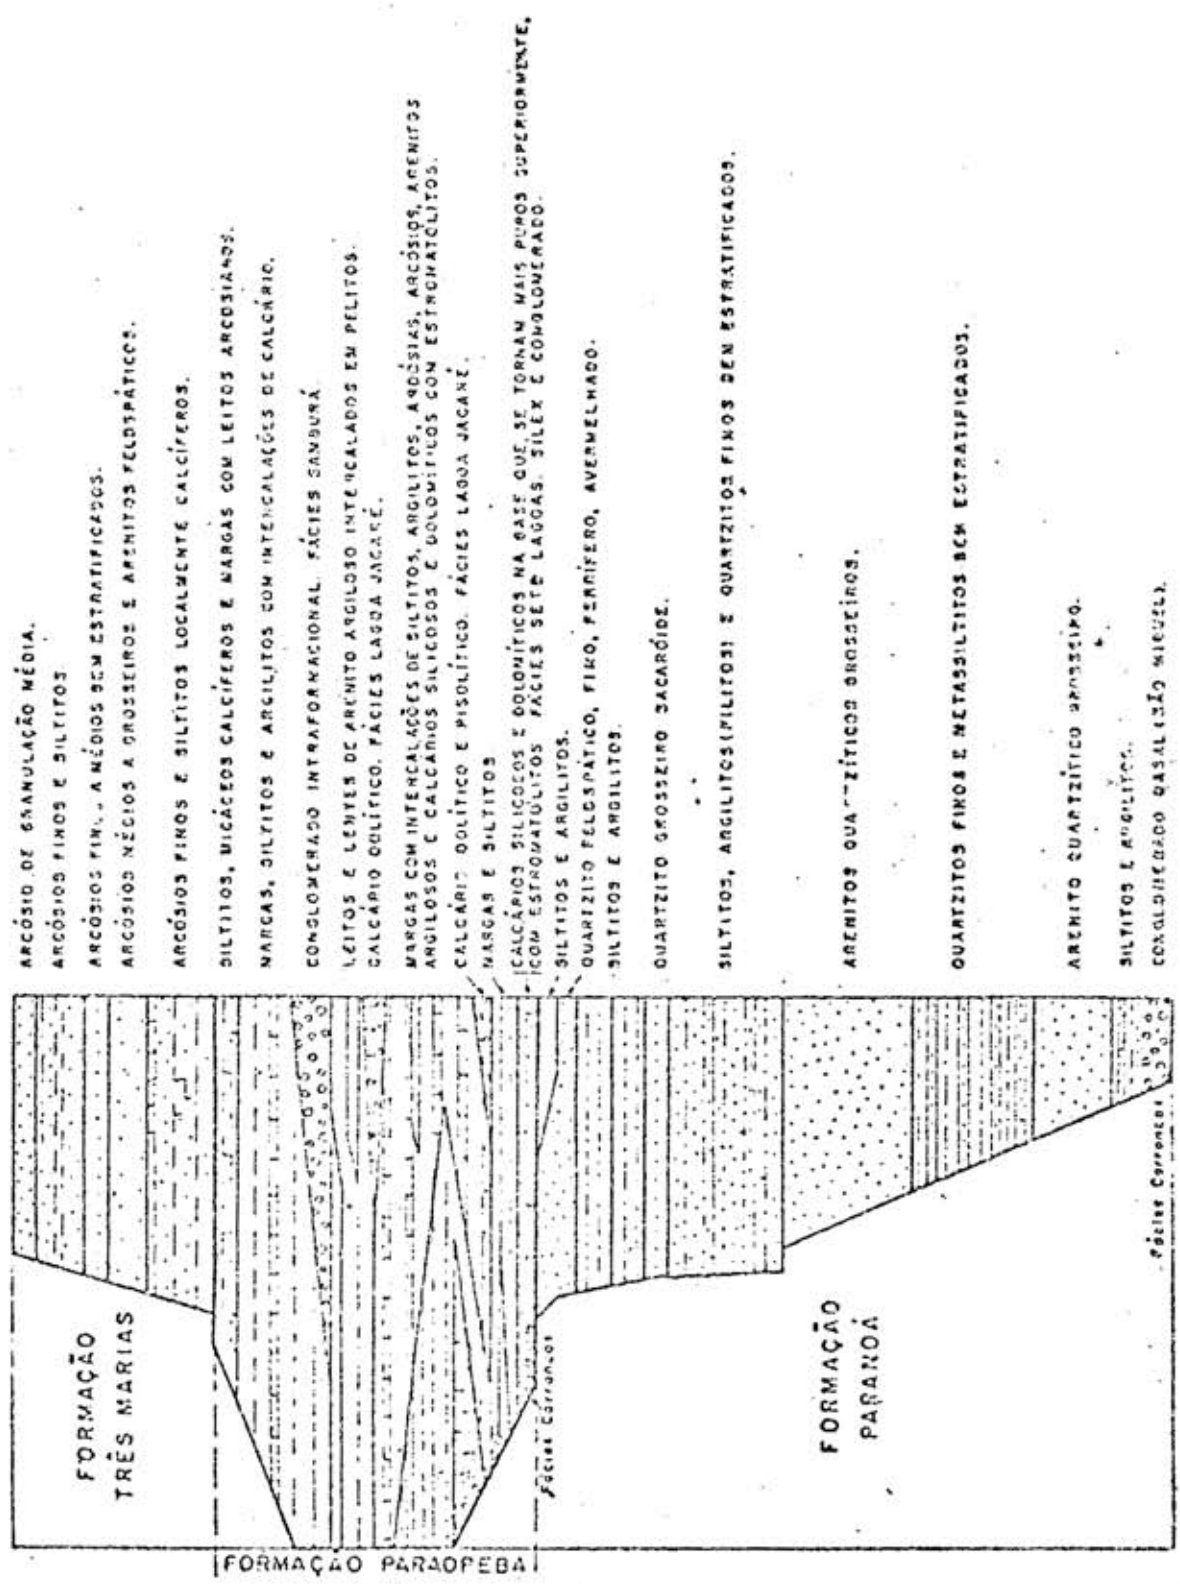 ARCÓSIO DE GRANULAÇÃO MÉDIA.
ARCÓSIOS FINOS E SILTITOS
ARCÓSIOS FINOS A MÉDIOS BEM ESTRATIFICADOS.
ARCÓSIOS MÉDIOS A GROSSEIROS E ARENITOS FELDSPÁTICOS.
ARCÓSIOS FINOS E SILTITOS LOCALMENTE CALCÍFEROS.
SILTITOS, MICÁCEOS CALCÍFEROS E MARGAS COM LEITOS ARCOSIANOS.
MARGAS, SILTITOS E ARGILITOS COM INTERCALAÇÕES DE CALCÁRIO.
CONGLOMERADO INTRAFORMACIONAL. FÁCIES SAMBURÁ
LEITOS E LENTES DE ARENITO ARGILOSO INTERCALADOS EM PELITOS.
CALCÁRIO OOLÍTICO. FÁCIES LAGOA JACARÉ.
MARGAS COM INTERCALAÇÕES DE SILTITOS, ARGILITOS, ARDÓSIAS, ARCÓSIOS, ARENITOS
ARGILOSOS E CALCÁRIOS SILICOSOS E DOLOMÍTICOS COM ESTROMATOLITOS.
CALCÁRIO OOLÍTICO E PISOLÍTICO. FÁCIES LAGOA JACARÉ.
MARGAS E SILTITOS
CALCÁRIOS SILICOSOS E DOLOMÍTICOS NA BASE QUE SE TORNAM MAIS PUROS SUPERIORMENTE,
COM ESTROMATÓLITOS FÁCIES SETE LAGOAS. SILEX E CONGLOMERADO.
SILTITOS E ARGILITOS.
QUARTZITO FELDSPÁTICO, FINO, FERRÍFERO, AVERMELHADO.
SILTITOS E ARGILITOS.
QUARTZITO GROSSEIRO SACARÓIDE.
SILTITOS, ARGILITOS (FILITOS) E QUARTZITOS FINOS BEM ESTRATIFICADOS.
ARENITOS QUARTZÍTICOS GROSSEIROS.
QUARTZITOS FINOS E METASSILTITOS BEM ESTRATIFICADOS.
ARENITO QUARTZÍTICO GROSSEIRO.
SILTITOS E ARGILITOS.
CONGLOMERADO BASAL (SÃO MIGUEL).
FORMAÇÃO
TRÊS MARIAS
FORMAÇÃO PARAOPEBA
Fácies Carrancas
FORMAÇÃO
PARANOÁ
Fácies Carrancas